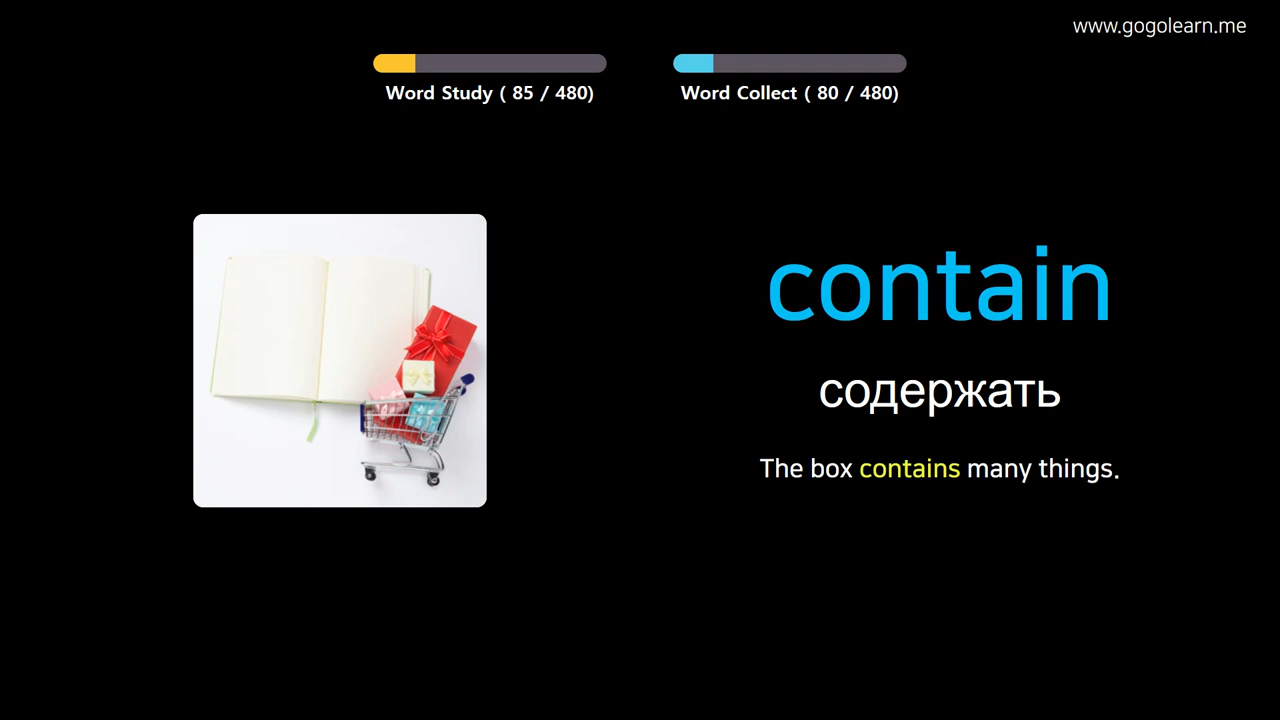 www.gogolearn.me
Word Study ( 85 / 480)
Word Collect ( 80 / 480)
contain
содержать
The box contains many things.